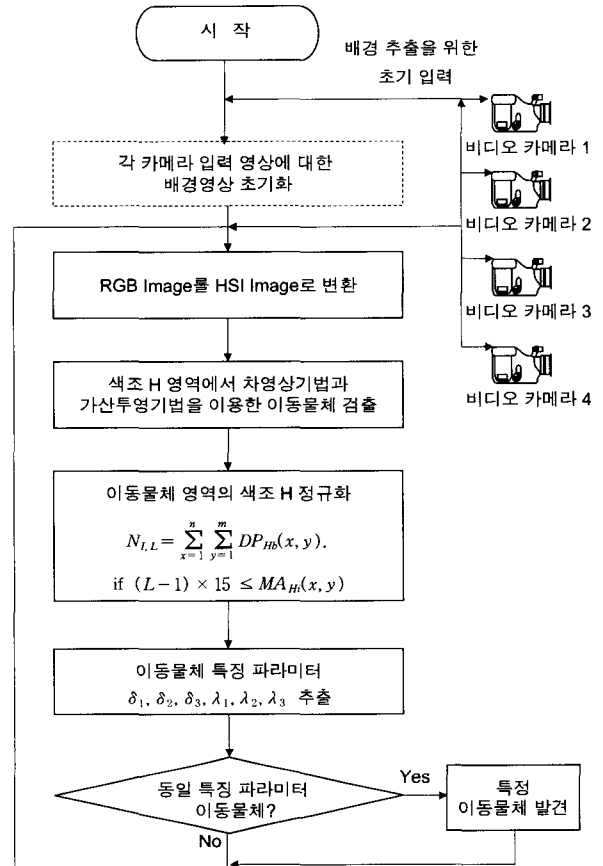 시 작
배경 추출을 위한
초기 입력
비디오 카메라 1
각 카메라 입력 영상에 대한
배경영상 초기화
비디오 카메라 2
RGB Image를 HSI Image로 변환
비디오 카메라 3
색조 H 영역에서 차영상기법과
가산투영기법을 이용한 이동물체 검출
비디오 카메라 4
이동물체 영역의 색조 H 정규화
N_{I,L} = \sum_{x=1}^{n} \sum_{y=1}^{m} DP_{Hb}(x, y).
if (L−1) × 15 ≤ MA_{Hi}(x, y)
이동물체 특징 파라미터
δ₁, δ₂, δ₃, λ₁, λ₂, λ₃ 추출
동일 특징 파라미터
이동물체?
Yes
특정
이동물체 발견
No